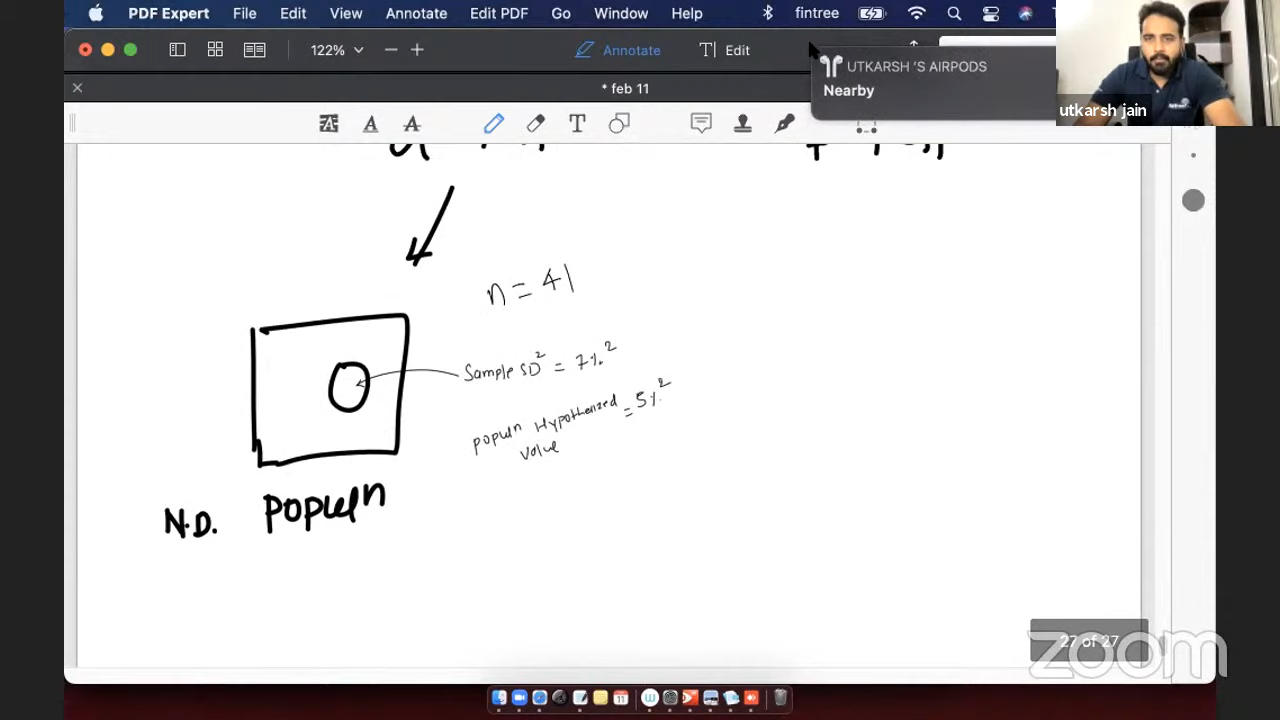 PDF Expert File Edit View Annotate Edit PDF Go Window Help fintree
122% Annotate T Edit
UTKARSH 'S AIRPODS
Nearby
utkarsh jain
* feb 11
n = 41
Sample SD² = 7%²
populn Hypothenized = 5%²
value
N.D. populn
27 of 27
zoom